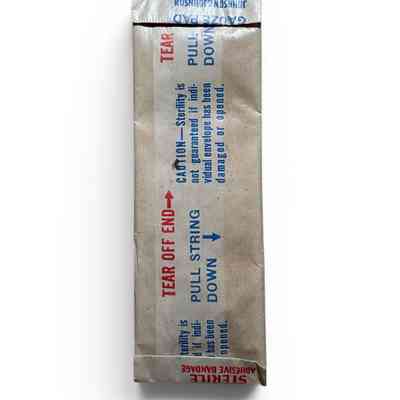 GAUZE PAD
JOHNSON & JOHNSON
TEAR
PULL
DOWN
CAUTION—Sterility is
not guaranteed if indi-
vidual envelope has been
damaged or opened.
TEAR OFF END→
PULL STRING
DOWN ↓
terility is
d if indi-
has been
opened.
STERILE
ADHESIVE BANDAGE